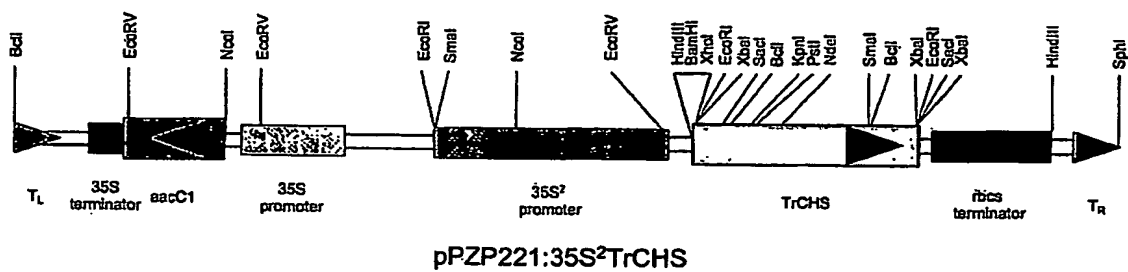 BclI
EcoRV
NcoI
EcoRV
EcoRI
SmaI
NcoI
EcoRV
HindIII
BamHI
XhoI
EcoRI
XbaI
SacI
BclI
KpnI
PstI
NdeI
SmaI
BclI
XbaI
EcoRI
SacI
XbaI
HindIII
SphI
TL
35S
terminator
aacC1
35S
promoter
35S²
promoter
TrCHS
rbcs
terminator
TR
pPZP221:35S²TrCHS